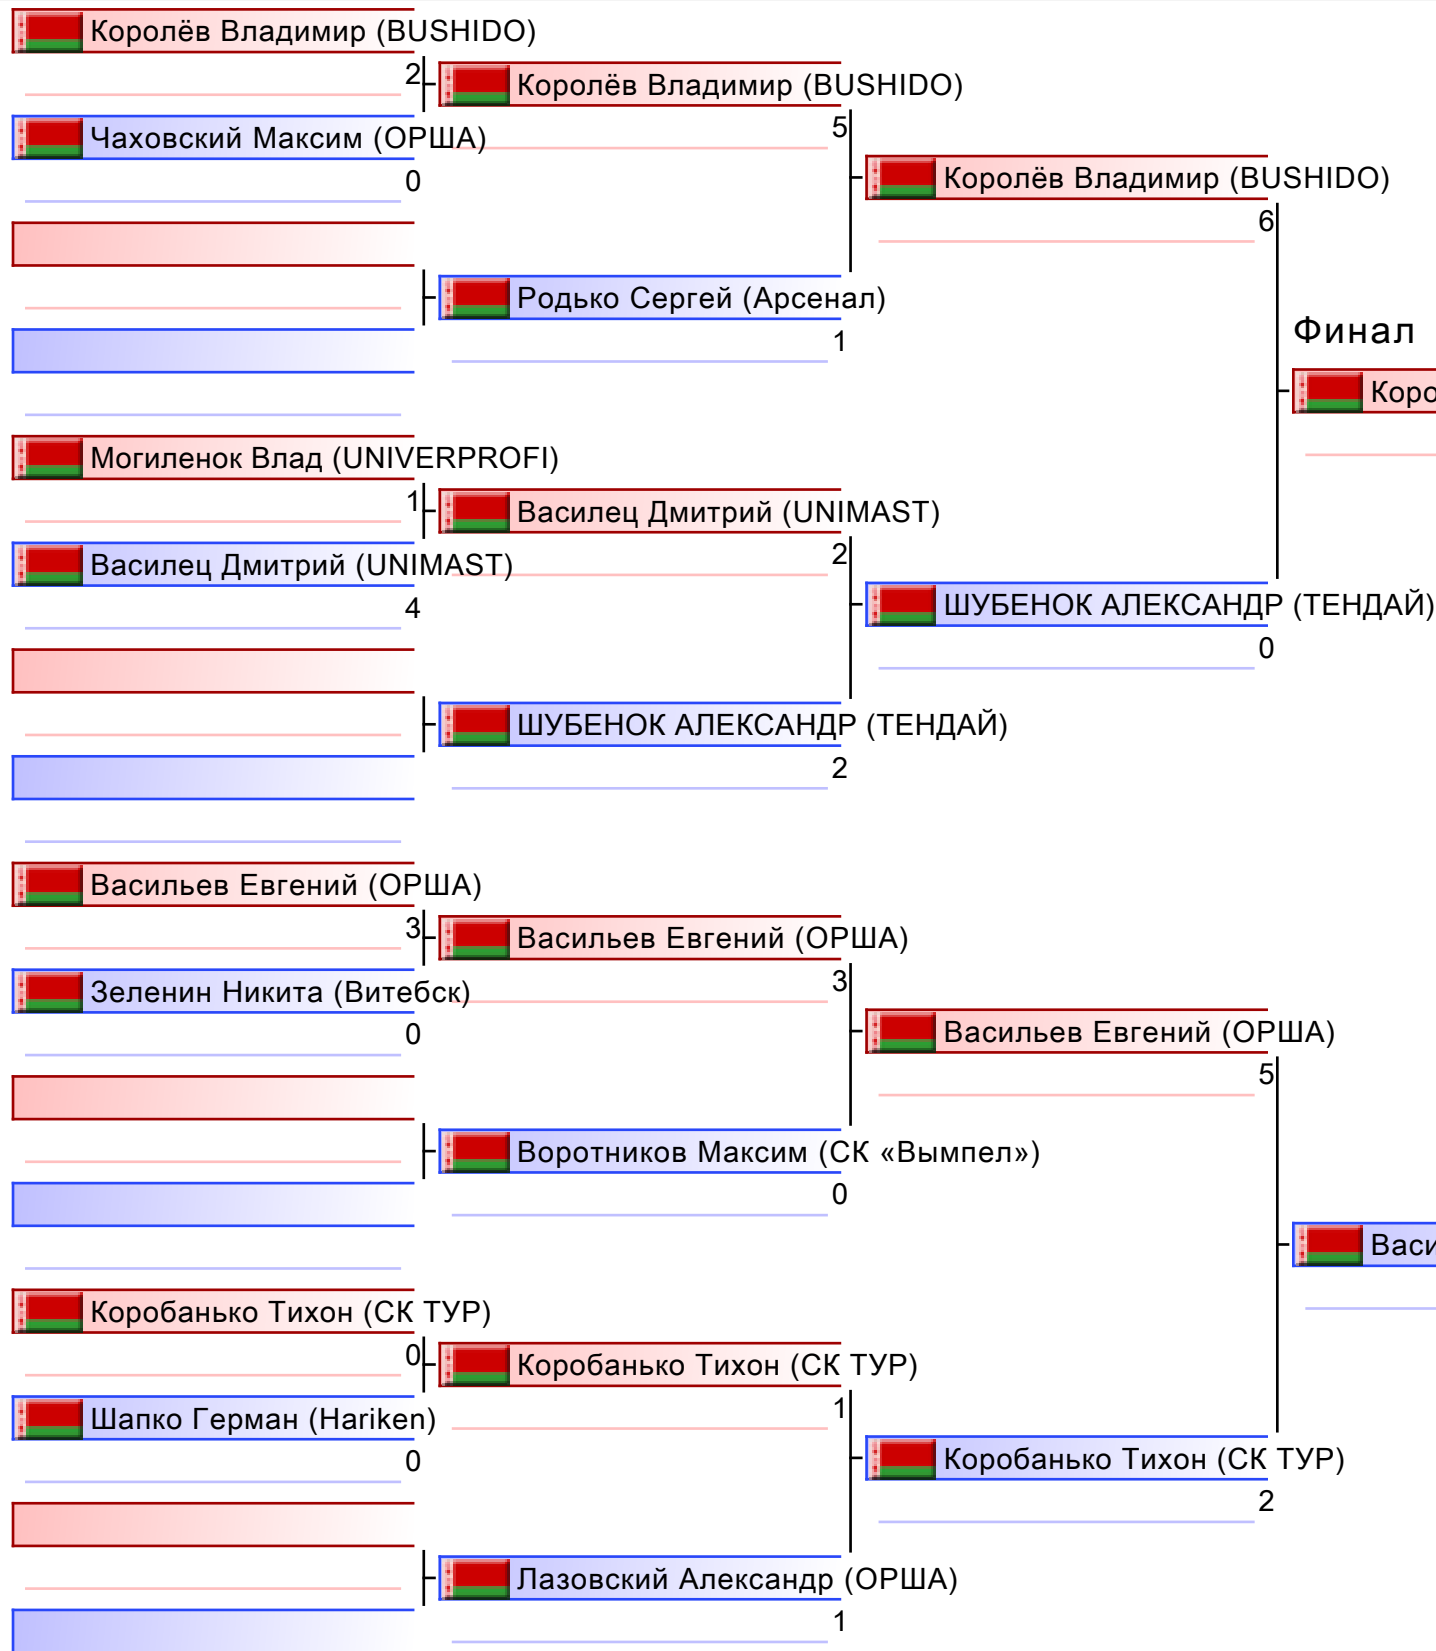 Королёв Владимир (BUSHIDO)
2
Чаховский Максим (ОРША)
0
Могиленок Влад (UNIVERPROFI)
1
Василец Дмитрий (UNIMAST)
4
Васильев Евгений (ОРША)
3
Зеленин Никита (Витебск)
0
Коробанько Тихон (СК ТУР)
0
Шапко Герман (Hariken)
0
Королёв Владимир (BUSHIDO)
5
Родько Сергей (Арсенал)
1
Василец Дмитрий (UNIMAST)
2
ШУБЕНОК АЛЕКСАНДР (ТЕНДАЙ)
2
Васильев Евгений (ОРША)
3
Воротников Максим (СК «Вымпел»)
0
Коробанько Тихон (СК ТУР)
1
Лазовский Александр (ОРША)
1
Королёв Владимир (BUSHIDO)
6
ШУБЕНОК АЛЕКСАНДР (ТЕНДАЙ)
0
Васильев Евгений (ОРША)
5
Коробанько Тихон (СК ТУР)
2
Финал
Коро
Васи